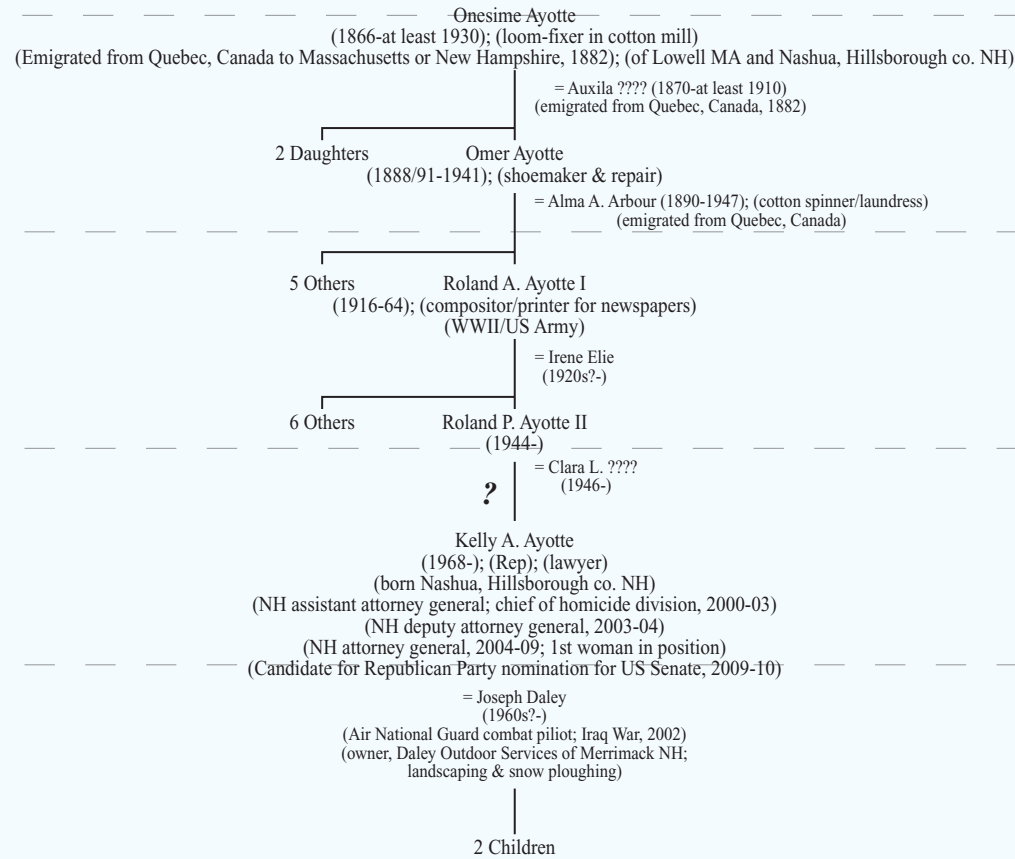 Onesime Ayotte
(1866-at least 1930); (loom-fixer in cotton mill)
(Emigrated from Quebec, Canada to Massachusetts or New Hampshire, 1882); (of Lowell MA and Nashua, Hillsborough co. NH)
= Auxila ???? (1870-at least 1910)
(emigrated from Quebec, Canada, 1882)
2 Daughters
Omer Ayotte
(1888/91-1941); (shoemaker & repair)
= Alma A. Arbour (1890-1947); (cotton spinner/laundress)
(emigrated from Quebec, Canada)
5 Others
Roland A. Ayotte I
(1916-64); (compositor/printer for newspapers)
(WWII/US Army)
= Irene Elie
(1920s?-)
6 Others
Roland P. Ayotte II
(1944-)
= Clara L. ????
(1946-)
?
Kelly A. Ayotte
(1968-); (Rep); (lawyer)
(born Nashua, Hillsborough co. NH)
(NH assistant attorney general; chief of homicide division, 2000-03)
(NH deputy attorney general, 2003-04)
(NH attorney general, 2004-09; 1st woman in position)
(Candidate for Republican Party nomination for US Senate, 2009-10)
= Joseph Daley
(1960s?-)
(Air National Guard combat piliot; Iraq War, 2002)
(owner, Daley Outdoor Services of Merrimack NH;
landscaping & snow ploughing)
2 Children